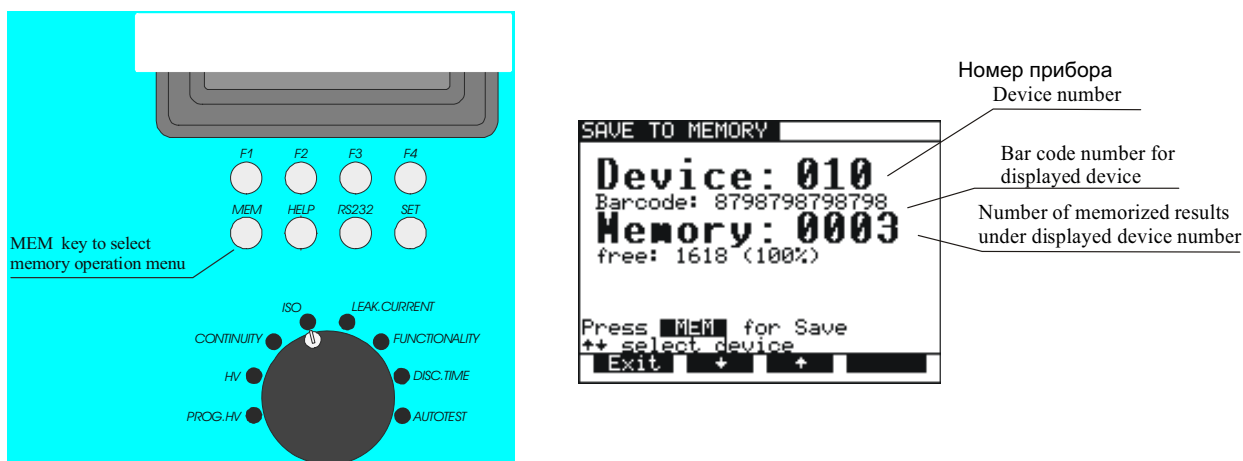 F1 F2 F3 F4
MEM HELP RS232 SET
MEM key to select
memory operation menu
ISO LEAK.CURRENT
CONTINUITY FUNCTIONALITY
HV DISC.TIME
PROG.HV AUTOTEST
Номер прибора
Device number
SAVE TO MEMORY
Device: 010
Barcode: 8798798798798
Memory: 0003
free: 1618 (100%)
Press MEM for Save
↑↓ select device
Exit ↓ ↑
Bar code number for
displayed device
Number of memorized results
under displayed device number